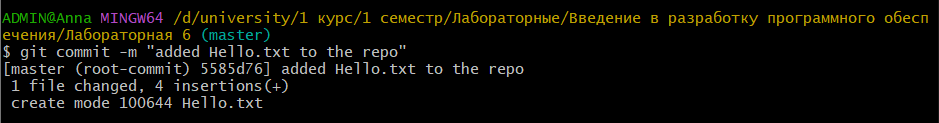 ADMIN@Anna MINGW64 /d/university/1 курс/1 семестр/Лабораторные/Введение в разработку программного обесп
ечения/Лабораторная 6 (master)
$ git commit -m "added Hello.txt to the repo"
[master (root-commit) 5585d76] added Hello.txt to the repo
 1 file changed, 4 insertions(+)
 create mode 100644 Hello.txt